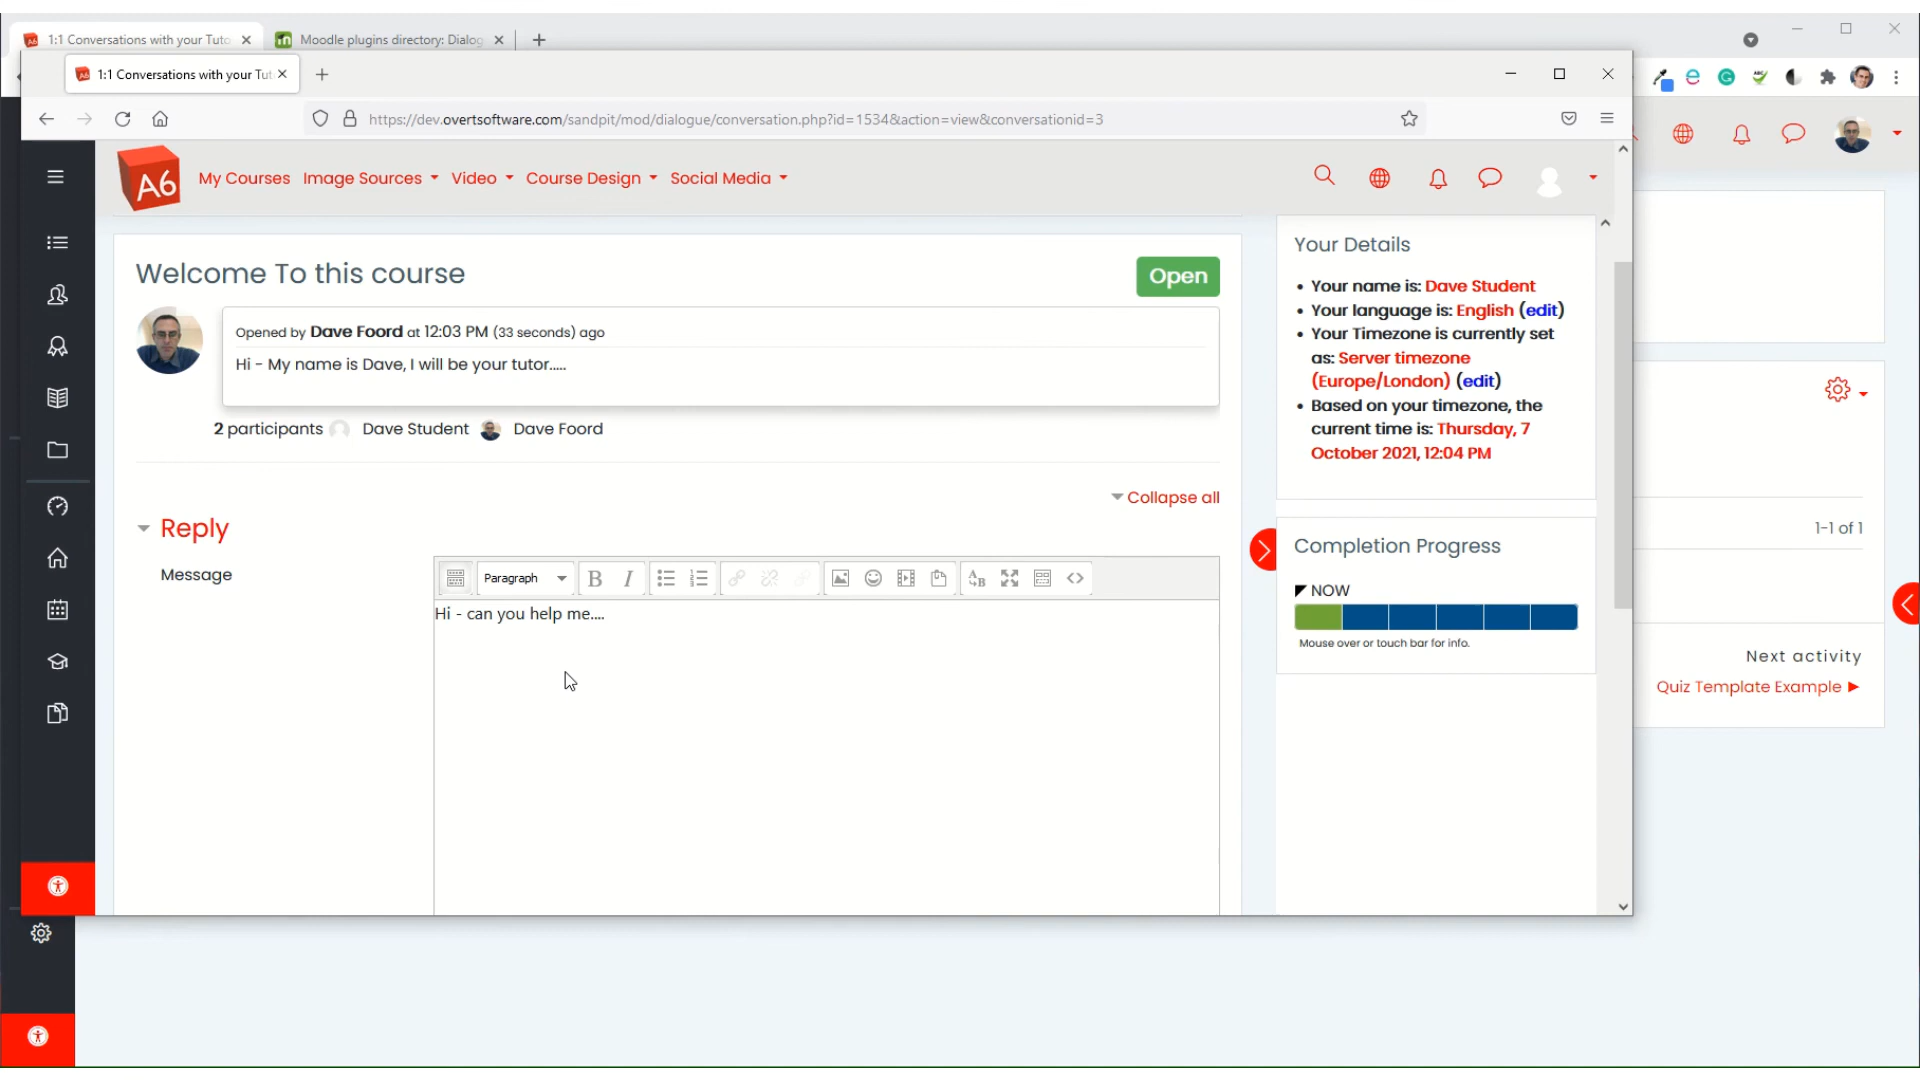 1:1 Conversations with your Tuto
Moodle plugins directory: Dialog
1:1 Conversations with your Tut
https://dev.overtsoftware.com/sandpit/mod/dialogue/conversation.php?id=1534&action=view&conversationid=3
A6
My Courses
Image Sources
Video
Course Design
Social Media
Welcome To this course
Open
Opened by Dave Foord at 12:03 PM (33 seconds) ago
Hi - My name is Dave, I will be your tutor.....
2 participants Dave Student Dave Foord
Collapse all
Reply
Message
Paragraph
B I
Hi - can you help me....
Your Details
Your name is: Dave Student
Your language is: English (edit)
Your Timezone is currently set
as: Server timezone
(Europe/London) (edit)
Based on your timezone, the
current time is: Thursday, 7
October 2021, 12:04 PM
Completion Progress
NOW
Mouse over or touch bar for info.
1-1 of 1
Next activity
Quiz Template Example